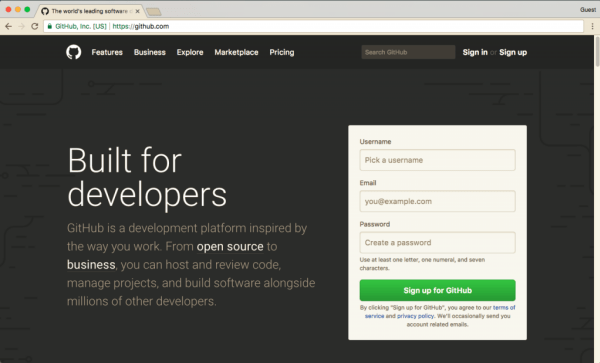 The world's leading software
Guest
GitHub, Inc. [US] https://github.com
Features Business Explore Marketplace Pricing Search GitHub Sign in or Sign up
Built for
developers
GitHub is a development platform inspired by
the way you work. From open source to
business, you can host and review code,
manage projects, and build software alongside
millions of other developers.
Username
Pick a username
Email
you@example.com
Password
Create a password
Use at least one letter, one numeral, and seven
characters.
Sign up for GitHub
By clicking "Sign up for GitHub", you agree to our terms of
service and privacy policy. We'll occasionally send you
account related emails.